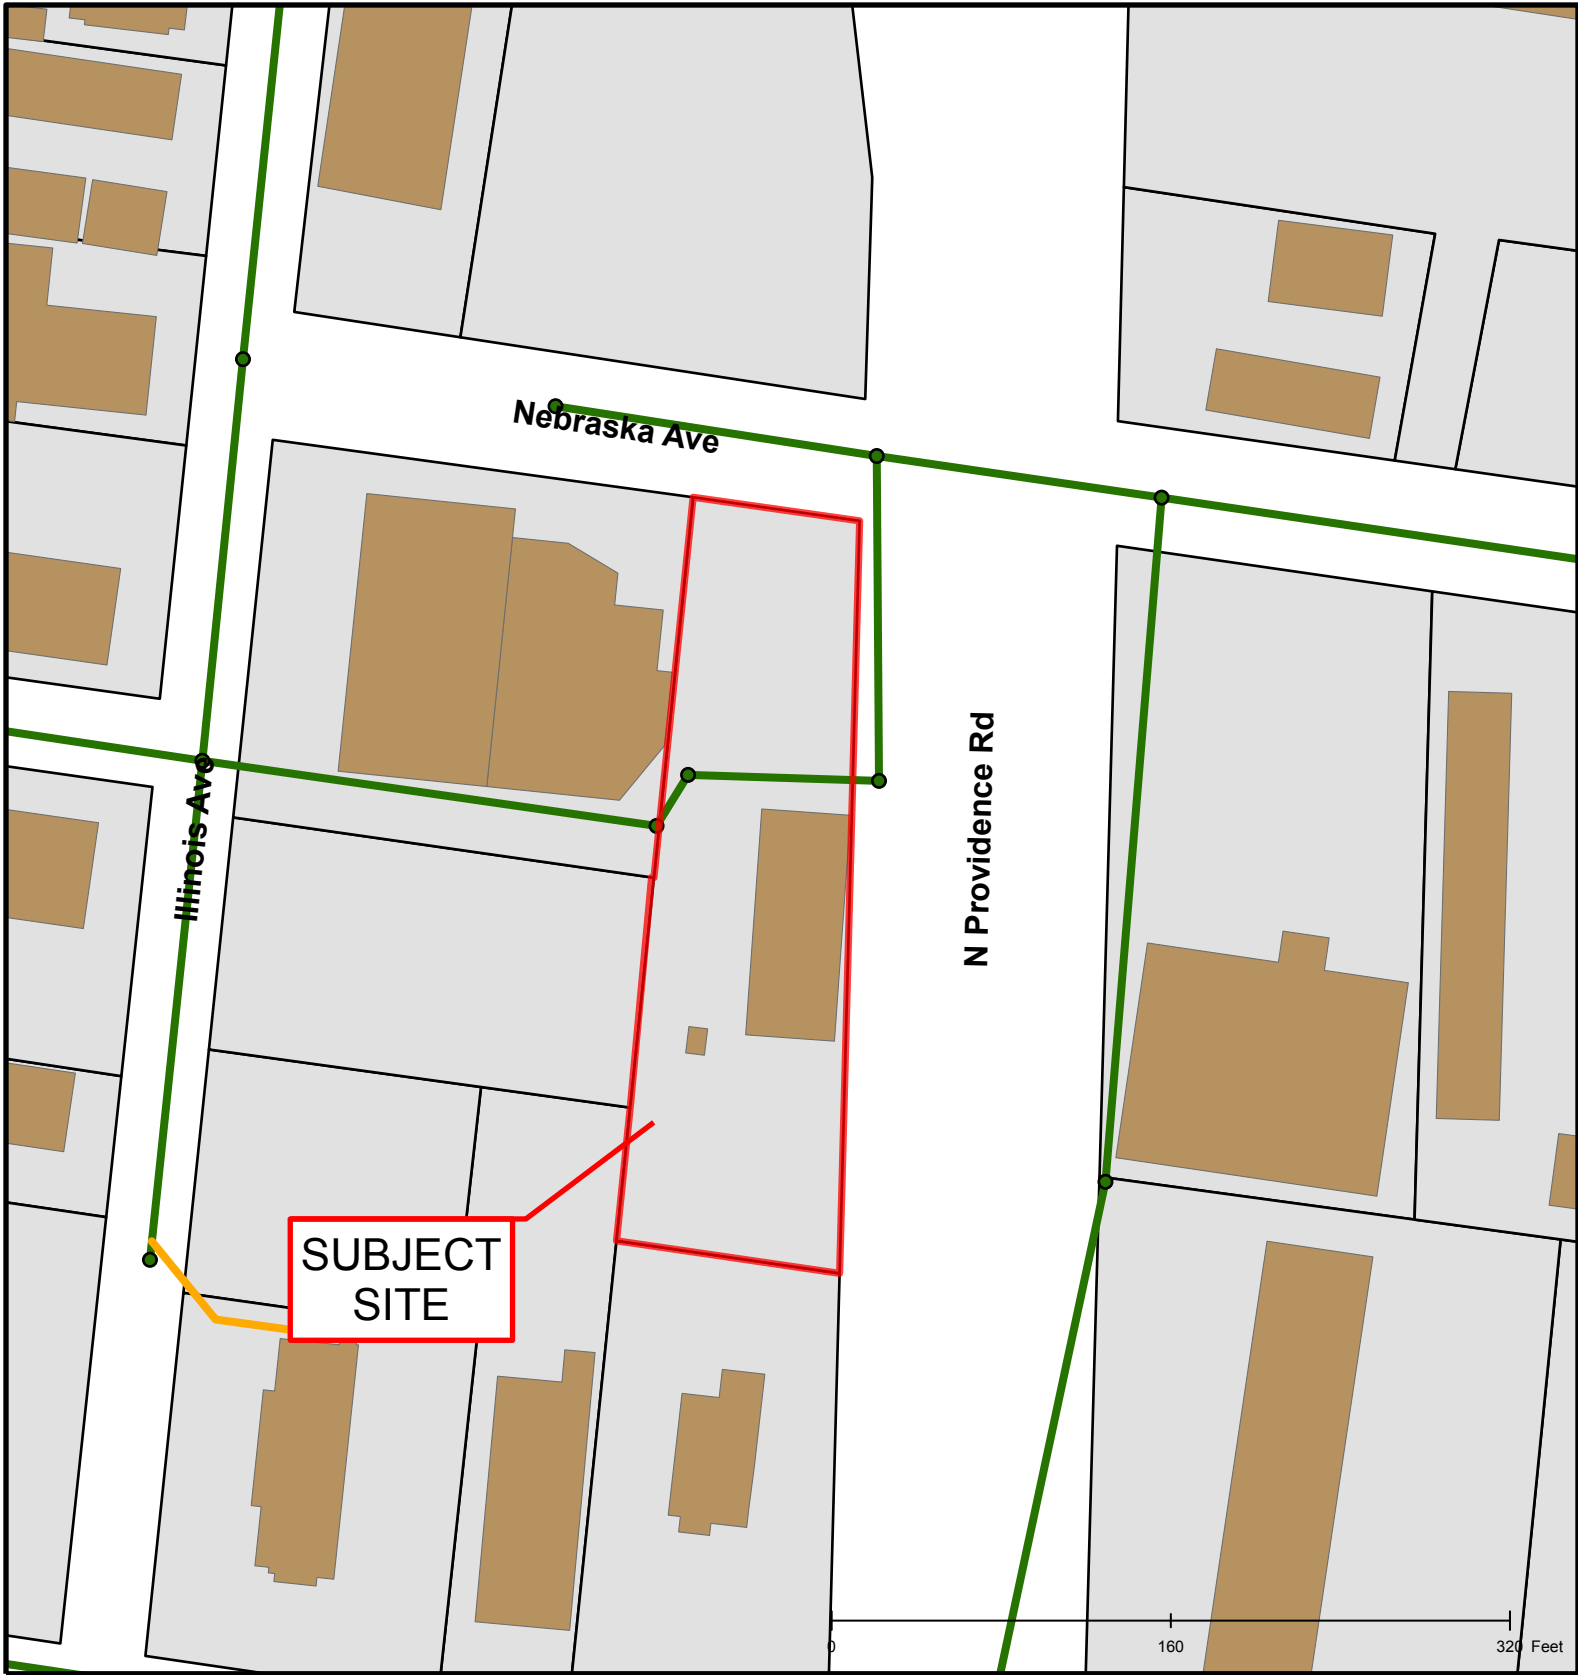 Nebraska Ave
N Providence Rd
Illinois Ave
SUBJECT
SITE
0 160 320 Feet